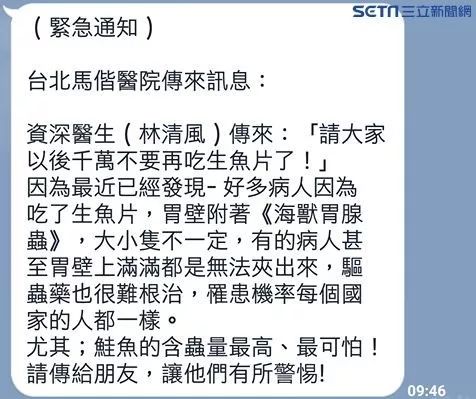 SETN三立新聞網
(緊急通知)
台北馬偕醫院傳來訊息:
資深醫生(林清風)傳來:「請大家
以後千萬不要再吃生魚片了!」
因為最近已經發現-好多病人因為
吃了生魚片,胃壁附著《海獸胃腺
蟲》,大小隻不一定,有的病人甚
至胃壁上滿滿都是無法夾出來,驅
蟲藥也很難根治,罹患機率每個國
家的人都一樣。
尤其;鮭魚的含蟲量最高、最可怕!
請傳給朋友,讓他們有所警惕!
09:46